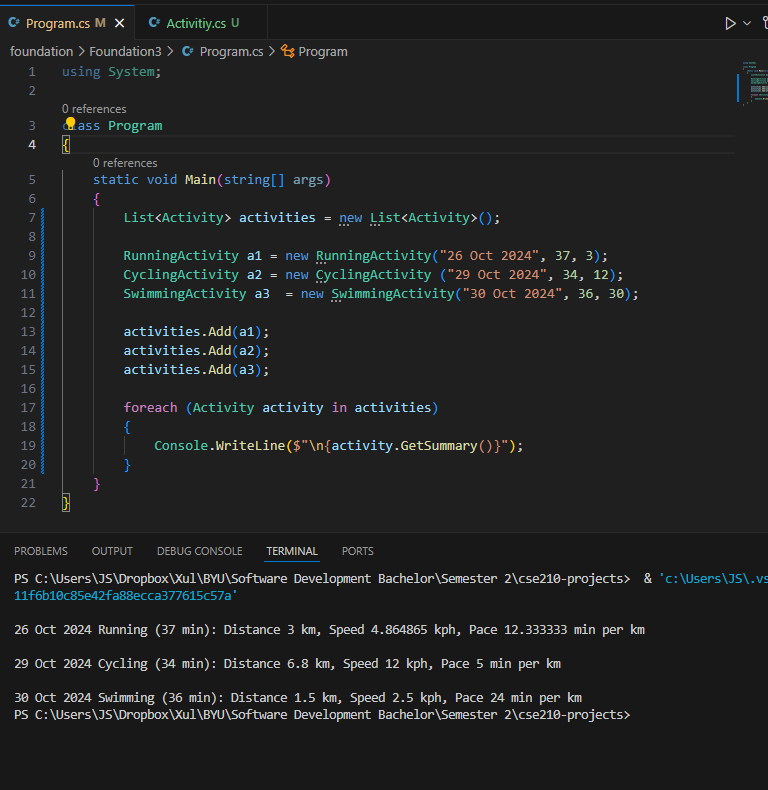 Program.cs M
Activitiy.cs U
foundation > Foundation3 > Program.cs > Program
1 using System;
2
0 references
3 class Program
4 {
0 references
5 static void Main(string[] args)
6 {
7 List<Activity> activities = new List<Activity>();
8
9 RunningActivity a1 = new RunningActivity("26 Oct 2024", 37, 3);
10 CyclingActivity a2 = new CyclingActivity ("29 Oct 2024", 34, 12);
11 SwimmingActivity a3  = new SwimmingActivity("30 Oct 2024", 36, 30);
12
13 activities.Add(a1);
14 activities.Add(a2);
15 activities.Add(a3);
16
17 foreach (Activity activity in activities)
18 {
19 Console.WriteLine($"\n{activity.GetSummary()}");
20 }
21 }
22 }
PROBLEMS OUTPUT DEBUG CONSOLE TERMINAL PORTS
PS C:\Users\JS\Dropbox\Xul\BYU\Software Development Bachelor\Semester 2\cse210-projects>  & 'c:\Users\JS\.vs
11f6b10c85e42fa88ecca377615c57a'
26 Oct 2024 Running (37 min): Distance 3 km, Speed 4.864865 kph, Pace 12.333333 min per km
29 Oct 2024 Cycling (34 min): Distance 6.8 km, Speed 12 kph, Pace 5 min per km
30 Oct 2024 Swimming (36 min): Distance 1.5 km, Speed 2.5 kph, Pace 24 min per km
PS C:\Users\JS\Dropbox\Xul\BYU\Software Development Bachelor\Semester 2\cse210-projects>